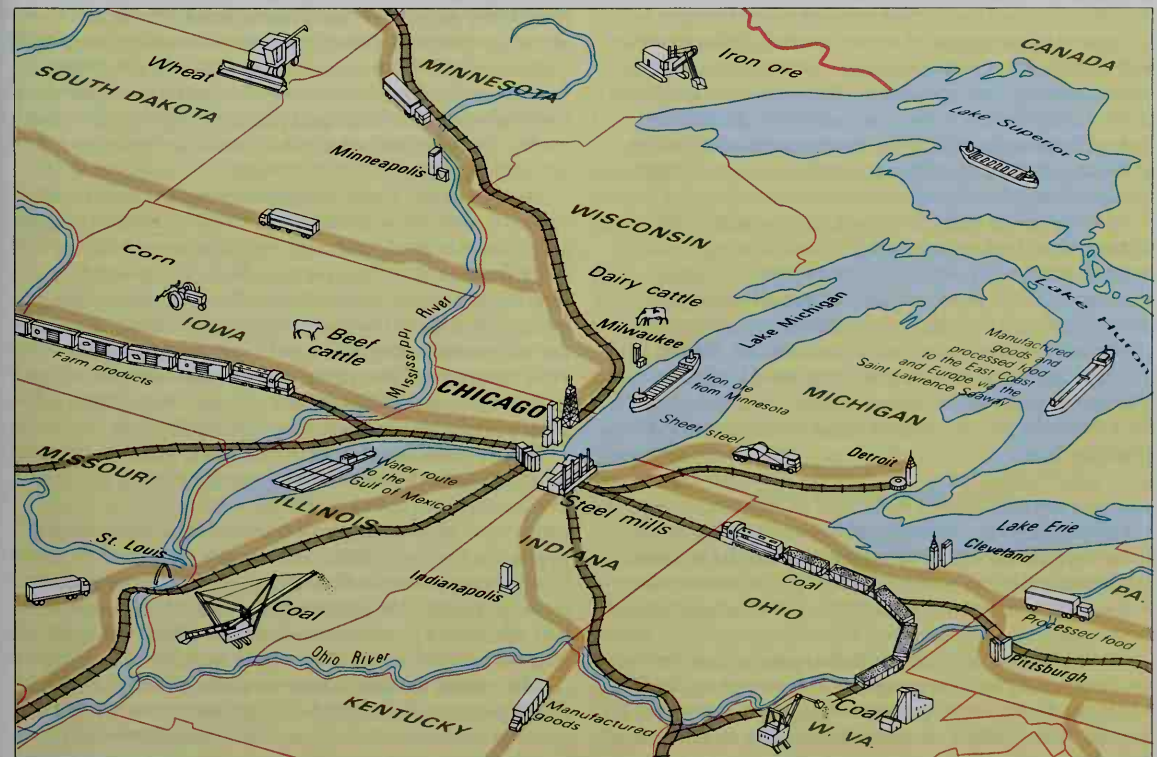 CANADA
Iron ore
Wheat
MINNESOTA
SOUTH DAKOTA
Lake Superior
Minneapolis
WISCONSIN
Corn
Dairy cattle
Lake Huron
Mississippi River
Lake Michigan
IOWA
Beef
cattle
Milwaukee
Manufactured
goods and
processed food
to the East Coast
and Europe via the
Saint Lawrence Seaway
Farm products
CHICAGO
Iron ore
from Minnesota
MICHIGAN
Sheet steel
Detroit
MISSOURI
Water route
to the
Gulf of Mexico
ILLINOIS
Steel mills
Lake Erie
Cleveland
St. Louis
INDIANA
Indianapolis
Coal
OHIO
PA.
Coal
Processed food
Ohio River
Pittsburgh
KENTUCKY
Manufactured
goods
Coal
W. VA.